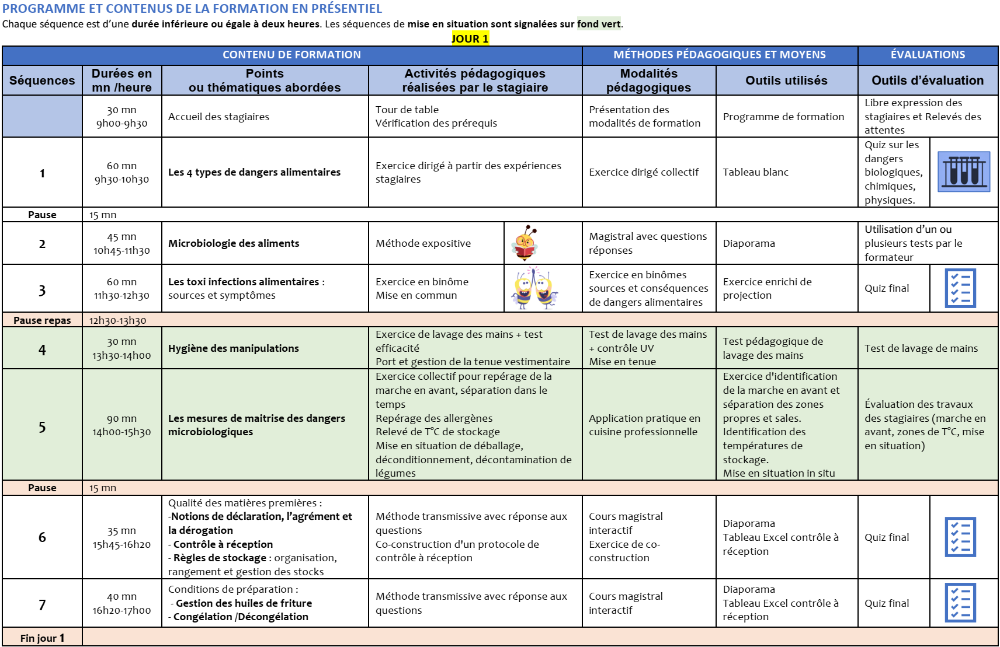 PROGRAMME ET CONTENUS DE LA FORMATION EN PRÉSENTIEL
Chaque séquence est d’une durée inférieure ou égale à deux heures. Les séquences de mise en situation sont signalées sur fond vert.
JOUR 1
CONTENU DE FORMATION
MÉTHODES PÉDAGOGIQUES ET MOYENS
ÉVALUATIONS
Séquences
Durées en
mn /heure
Points
ou thématiques abordées
Activités pédagogiques
réalisées par le stagiaire
Modalités
pédagogiques
Outils utilisés
Outils d’évaluation
30 mn
9h00-9h30
Accueil des stagiaires
Tour de table
Vérification des prérequis
Présentation des
modalités de formation
Programme de formation
Libre expression des
stagiaires et Relevés des
attentes
1
60 mn
9h30-10h30
Les 4 types de dangers alimentaires
Exercice dirigé à partir des expériences
stagiaires
Exercice dirigé collectif
Tableau blanc
Quiz sur les
dangers
biologiques,
chimiques,
physiques.
Pause
15 mn
2
45 mn
10h45-11h30
Microbiologie des aliments
Méthode expositive
Magistral avec questions
réponses
Diaporama
Utilisation d’un ou
plusieurs tests par le
formateur
3
60 mn
11h30-12h30
Les toxi infections alimentaires :
sources et symptômes
Exercice en binôme
Mise en commun
Exercice en binômes
sources et conséquences
de dangers alimentaires
Exercice enrichi de
projection
Quiz final
Pause repas
12h30-13h30
4
30 mn
13h30-14h00
Hygiène des manipulations
Exercice de lavage des mains + test
efficacité
Port et gestion de la tenue vestimentaire
Test de lavage des mains
+ contrôle UV
Mise en tenue
Test pédagogique de
lavage des mains
Test de lavage de mains
5
90 mn
14h00-15h30
Les mesures de maitrise des dangers
microbiologiques
Exercice collectif pour repérage de la
marche en avant, séparation dans le
temps
Repérage des allergènes
Relevé de T°C de stockage
Mise en situation de déballage,
déconditionnement, décontamination de
légumes
Application pratique en
cuisine professionnelle
Exercice d'identification
de la marche en avant et
séparation des zones
propres et sales.
Identification des
températures de
stockage.
Mise en situation in situ
Évaluation des travaux
des stagiaires (marche en
avant, zones de T°C, mise
en situation)
Pause
15 mn
6
35 mn
15h45-16h20
Qualité des matières premières :
-Notions de déclaration, l’agrément et
la dérogation
- Contrôle à réception
- Règles de stockage : organisation,
rangement et gestion des stocks
Méthode transmissive avec réponse aux
questions
Co-construction d'un protocole de
contrôle à réception
Cours magistral
interactif
Exercice de co-
construction
Diaporama
Tableau Excel contrôle à
réception
Quiz final
7
40 mn
16h20-17h00
Conditions de préparation :
- Gestion des huiles de friture
- Congélation /Décongélation
Méthode transmissive avec réponse aux
questions
Cours magistral
interactif
Diaporama
Tableau Excel contrôle à
réception
Quiz final
Fin jour 1